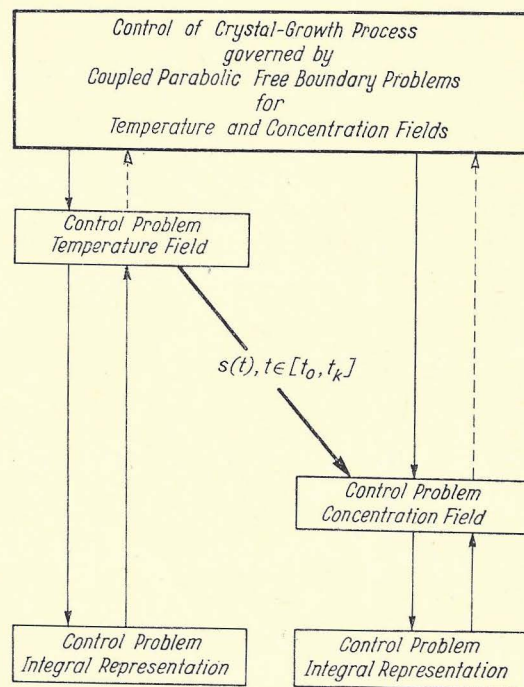 Control of Crystal-Growth Process
governed by
Coupled Parabolic Free Boundary Problems
for
Temperature and Concentration Fields
Control Problem
Temperature Field
s(t), t∈[t₀, tₖ]
Control Problem
Concentration Field
Control Problem
Integral Representation
Control Problem
Integral Representation